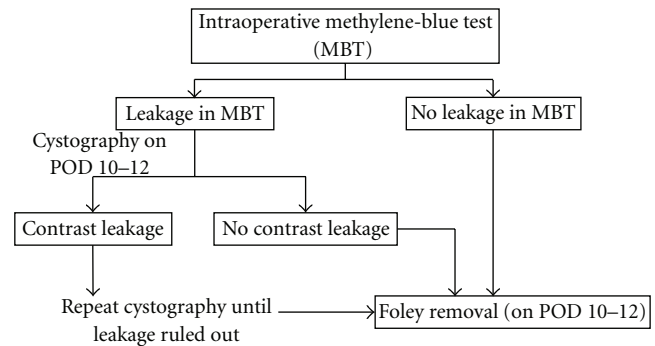 Intraoperative methylene-blue test
(MBT)
Leakage in MBT
No leakage in MBT
Cystography on
POD 10–12
Contrast leakage
No contrast leakage
Repeat cystography until
leakage ruled out
Foley removal (on POD 10–12)